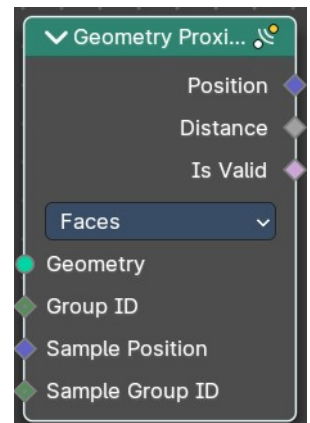 Geometry Proxi...
Position
Distance
Is Valid
Faces
Geometry
Group ID
Sample Position
Sample Group ID